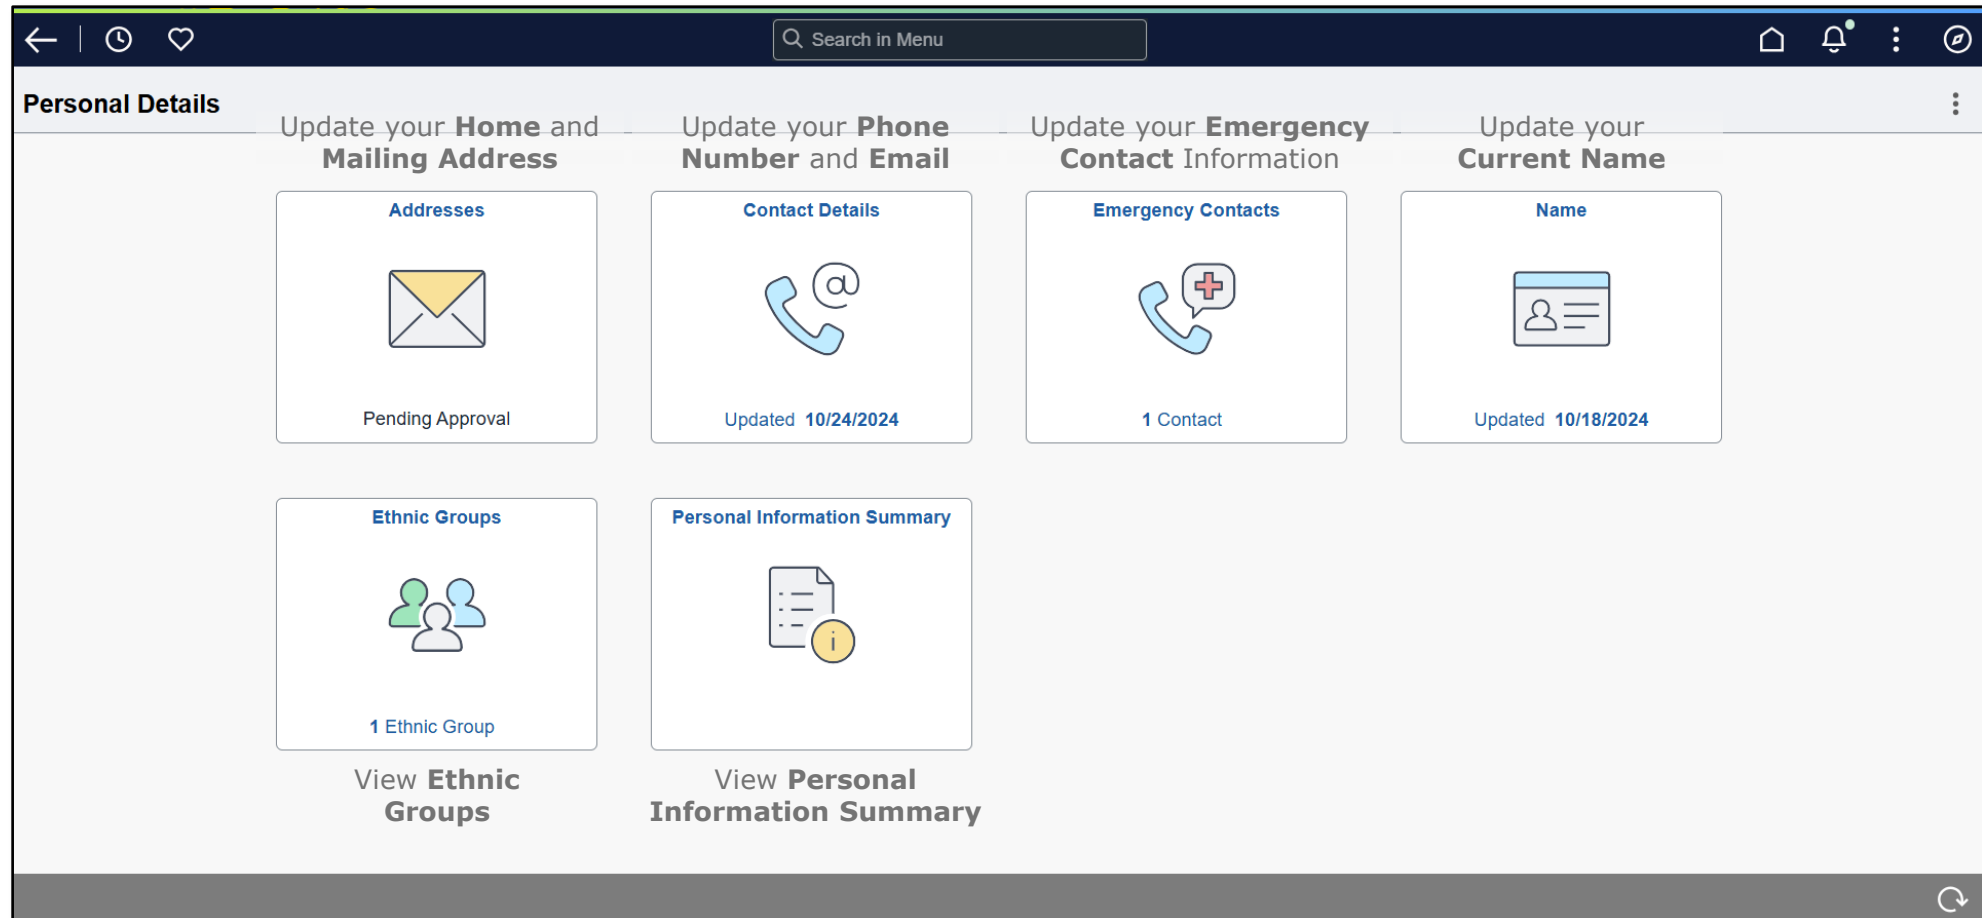 Search in Menu
Personal Details
Update your Home and
Mailing Address
Update your Phone
Number and Email
Update your Emergency
Contact Information
Update your
Current Name
Addresses
Contact Details
Emergency Contacts
Name
@
Pending Approval
Updated 10/24/2024
1 Contact
Updated 10/18/2024
Ethnic Groups
Personal Information Summary
i
1 Ethnic Group
View Ethnic
Groups
View Personal
Information Summary